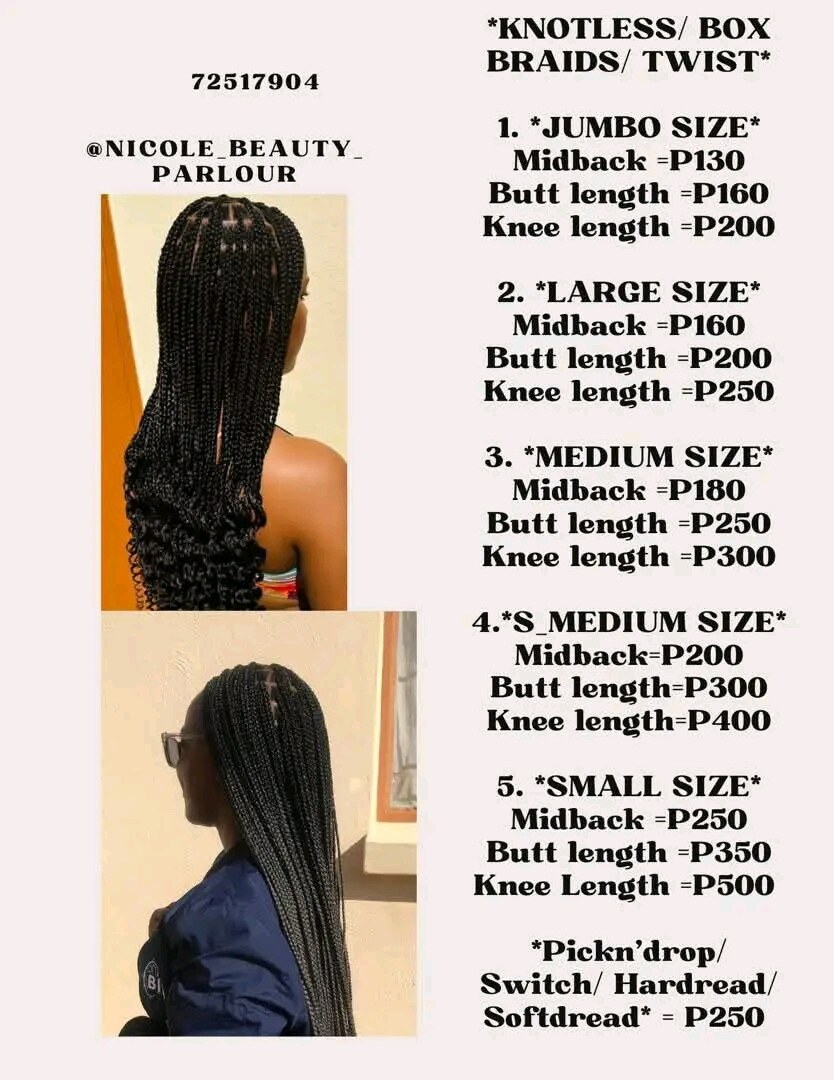 72517904
@NICOLE_BEAUTY_
PARLOUR
*KNOTLESS/ BOX
BRAIDS/ TWIST*
1. *JUMBO SIZE*
Midback =P130
Butt length =P160
Knee length =P200
2. *LARGE SIZE*
Midback =P160
Butt length =P200
Knee length =P250
3. *MEDIUM SIZE*
Midback =P180
Butt length =P250
Knee length =P300
4.*S_MEDIUM SIZE*
Midback=P200
Butt length=P300
Knee length=P400
5. *SMALL SIZE*
Midback =P250
Butt length =P350
Knee Length =P500
*Pickn'drop/
Switch/ Hardread/
Softdread* = P250